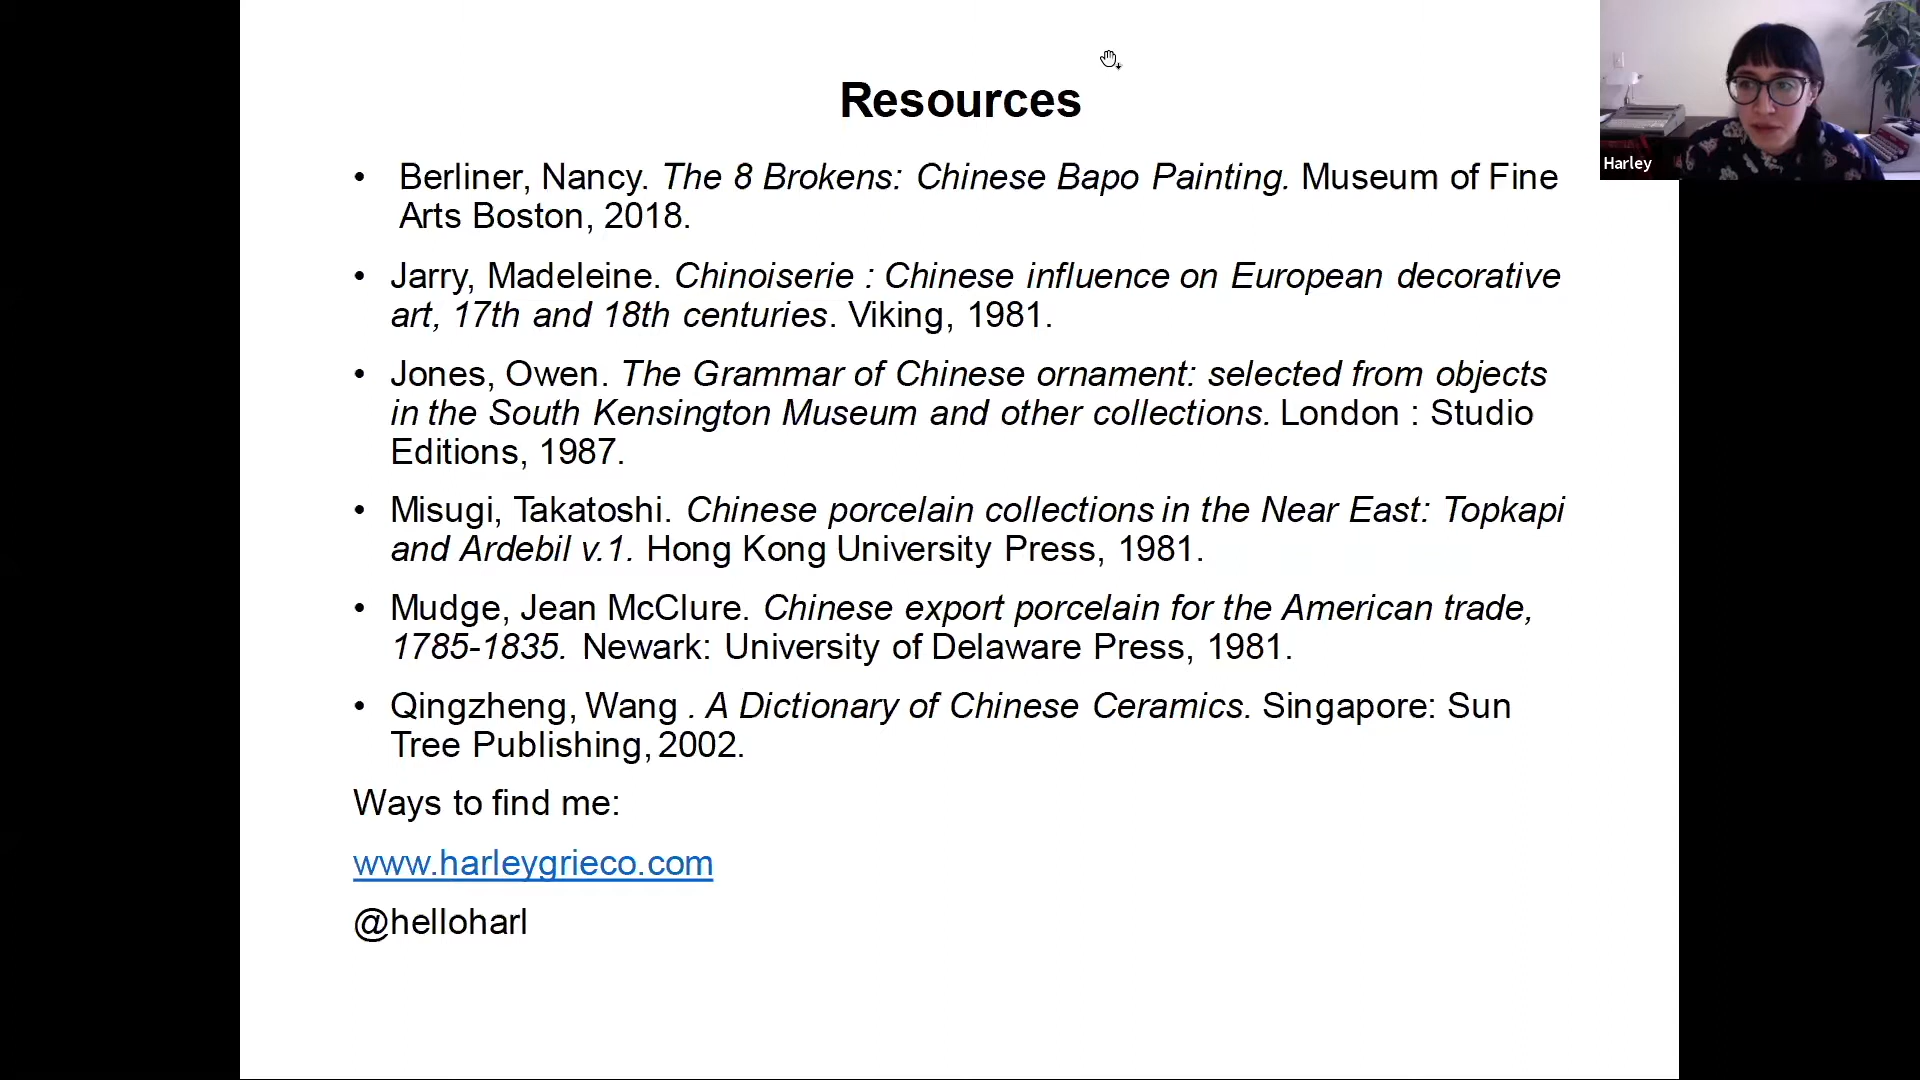 Resources
• Berliner, Nancy. The 8 Brokens: Chinese Bapo Painting. Museum of Fine
Arts Boston, 2018.
• Jarry, Madeleine. Chinoiserie : Chinese influence on European decorative
art, 17th and 18th centuries. Viking, 1981.
• Jones, Owen. The Grammar of Chinese ornament: selected from objects
in the South Kensington Museum and other collections. London : Studio
Editions, 1987.
• Misugi, Takatoshi. Chinese porcelain collections in the Near East: Topkapi
and Ardebil v.1. Hong Kong University Press, 1981.
• Mudge, Jean McClure. Chinese export porcelain for the American trade,
1785-1835. Newark: University of Delaware Press, 1981.
• Qingzheng, Wang . A Dictionary of Chinese Ceramics. Singapore: Sun
Tree Publishing, 2002.
Ways to find me:
www.harleygrieco.com
@helloharl
Harley